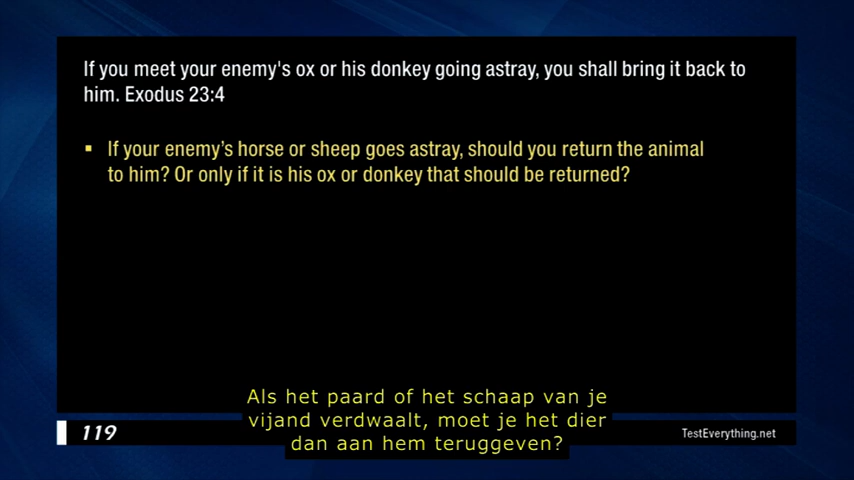 If you meet your enemy's ox or his donkey going astray, you shall bring it back to
him. Exodus 23:4
▪ If your enemy’s horse or sheep goes astray, should you return the animal
to him? Or only if it is his ox or donkey that should be returned?
Als het paard of het schaap van je
vijand verdwaalt, moet je het dier
dan aan hem teruggeven?
119
TestEverything.net